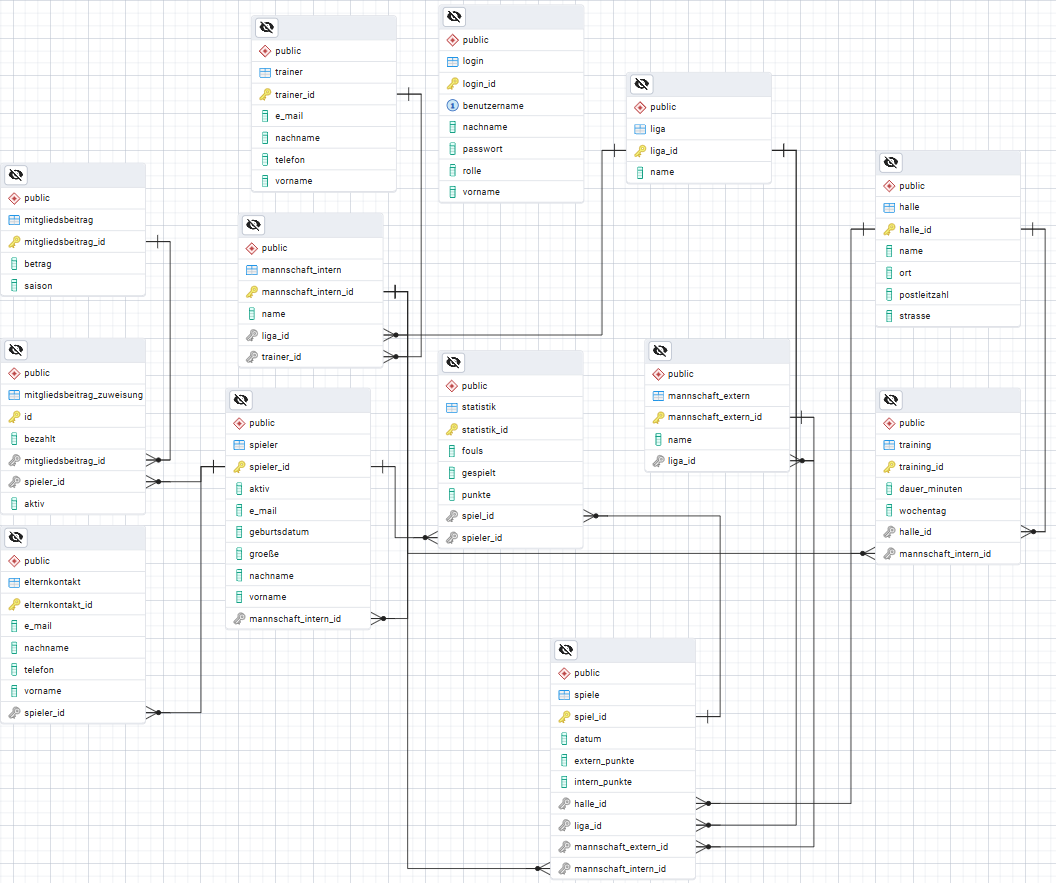 public
trainer
trainer_id
e_mail
nachname
telefon
vorname
public
login
login_id
benutzername
nachname
passwort
rolle
vorname
public
liga
liga_id
name
public
halle
halle_id
name
ort
postleitzahl
strasse
public
mitgliedsbeitrag
mitgliedsbeitrag_id
betrag
saison
public
mannschaft_intern
mannschaft_intern_id
name
liga_id
trainer_id
public
mitgliedsbeitrag_zuweisung
id
bezahlt
mitgliedsbeitrag_id
spieler_id
aktiv
public
spieler
spieler_id
aktiv
e_mail
geburtsdatum
groeße
nachname
vorname
mannschaft_intern_id
public
statistik
statistik_id
fouls
gespielt
punkte
spiel_id
spieler_id
public
mannschaft_extern
mannschaft_extern_id
name
liga_id
public
training
training_id
dauer_minuten
wochentag
halle_id
mannschaft_intern_id
public
elternkontakt
elternkontakt_id
e_mail
nachname
telefon
vorname
spieler_id
public
spiele
spiel_id
datum
extern_punkte
intern_punkte
halle_id
liga_id
mannschaft_extern_id
mannschaft_intern_id